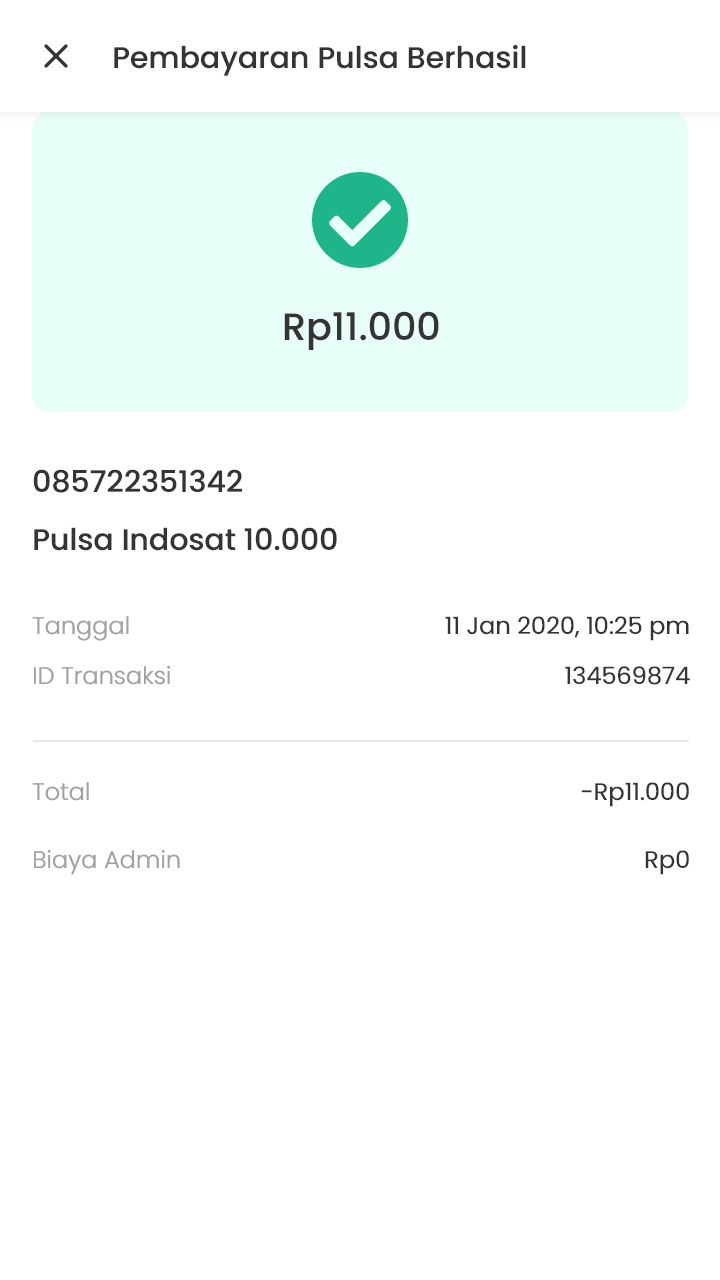 Pembayaran Pulsa Berhasil
Rp11.000
085722351342
Pulsa Indosat 10.000
Tanggal 11 Jan 2020, 10:25 pm
ID Transaksi 134569874
Total -Rp11.000
Biaya Admin Rp0